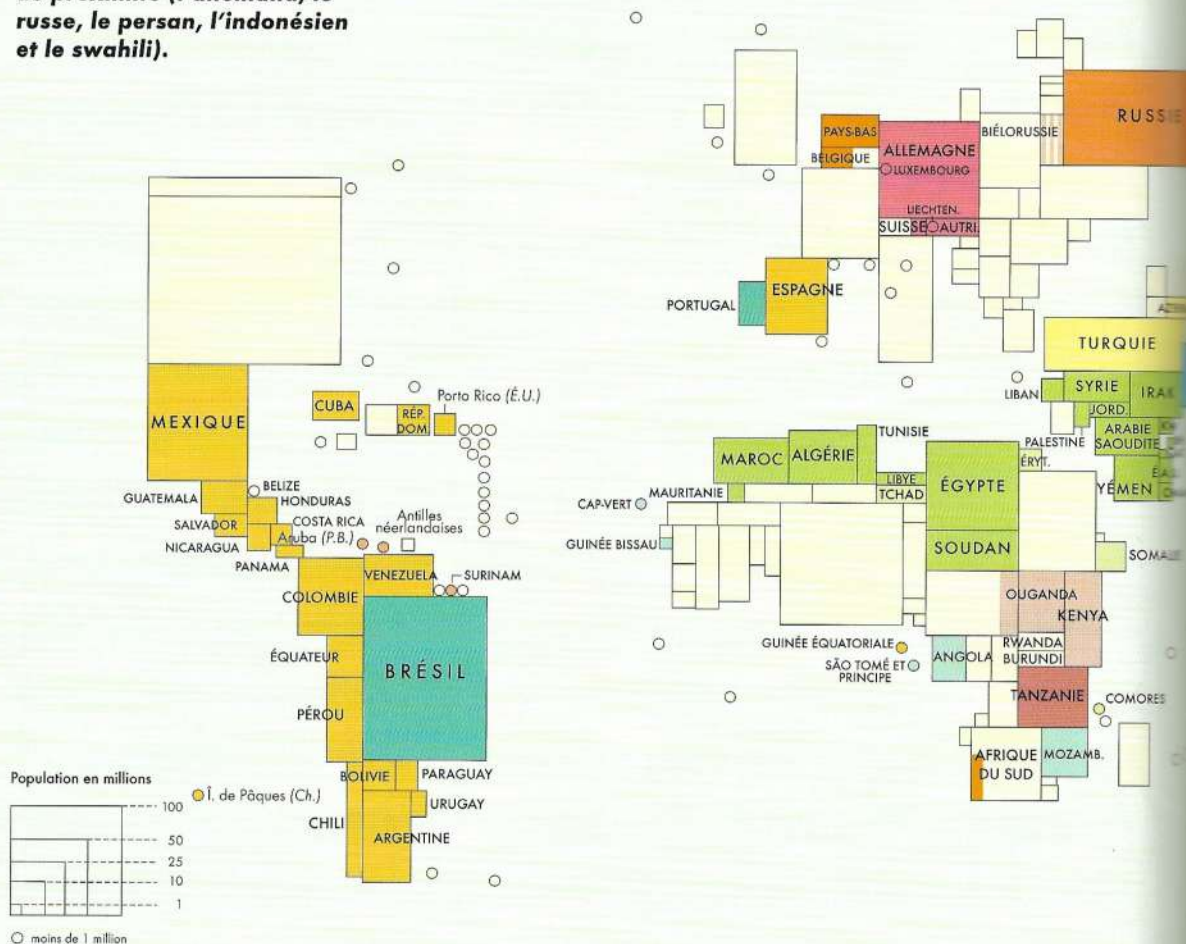 russe, le persan, l'indonésien
et le swahili).
MEXIQUE
CUBA
RÉP.
DOM.
Porto Rico (É.U.)
GUATEMALA
BELIZE
HONDURAS
SALVADOR
COSTA RICA
NICARAGUA
Aruba (P.B.)
Antilles
néerlandaises
PANAMA
VENEZUELA
SURINAM
COLOMBIE
ÉQUATEUR
BRÉSIL
PÉROU
BOLIVIE
PARAGUAY
Î. de Pâques (Ch.)
URUGAY
CHILI
ARGENTINE
Population en millions
100
50
25
10
1
moins de 1 million
PAYS-BAS
BELGIQUE
ALLEMAGNE
LUXEMBOURG
BIÉLORUSSIE
RUSSIE
LIECHTEN.
SUISSE
AUTRI.
PORTUGAL
ESPAGNE
TURQUIE
LIBAN
SYRIE
IRAK
JORD.
PALESTINE
ARABIE
SAOUDITE
YÉMEN
TUNISIE
MAROC
ALGÉRIE
LIBYE
TCHAD
ÉGYPTE
ÉRYT.
MAURITANIE
CAP-VERT
GUINÉE BISSAU
SOUDAN
SOMALIE
OUGANDA
KENYA
GUINÉE ÉQUATORIALE
SÃO TOMÉ ET
PRINCIPE
ANGOLA
RWANDA
BURUNDI
TANZANIE
COMORES
AFRIQUE
DU SUD
MOZAMB.